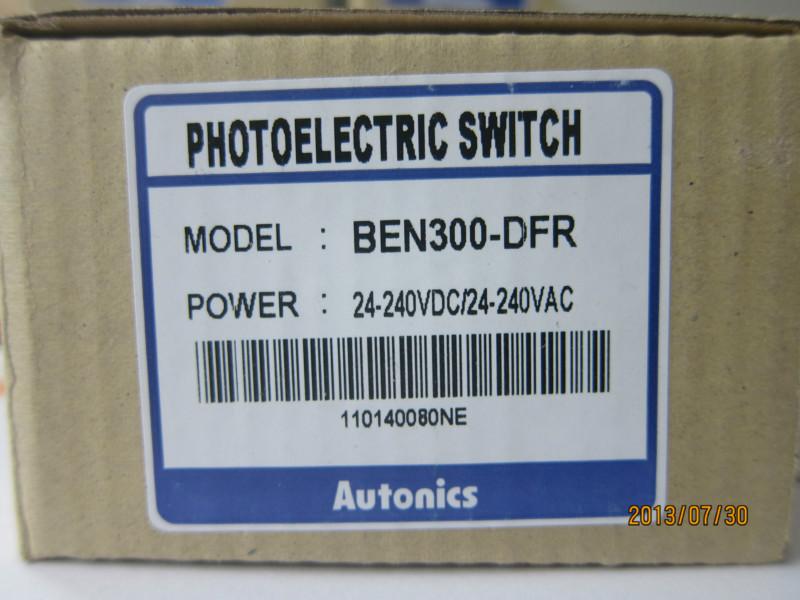 PHOTOELECTRIC SWITCH
MODEL : BEN300-DFR
POWER : 24-240VDC/24-240VAC
110140080NE
Autonics
2013/07/30